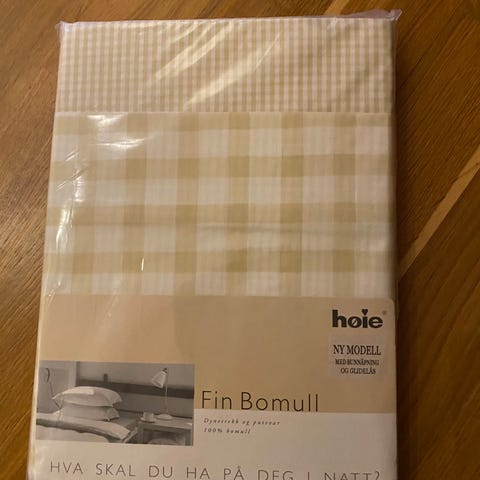 høie®
NY MODELL
MED BUNNÅPNING
OG GLIDELÅS
Fin Bomull
Dynetrekk og putevar
100% bomull
HVA SKAL DU HA PÅ DEG I NATT?